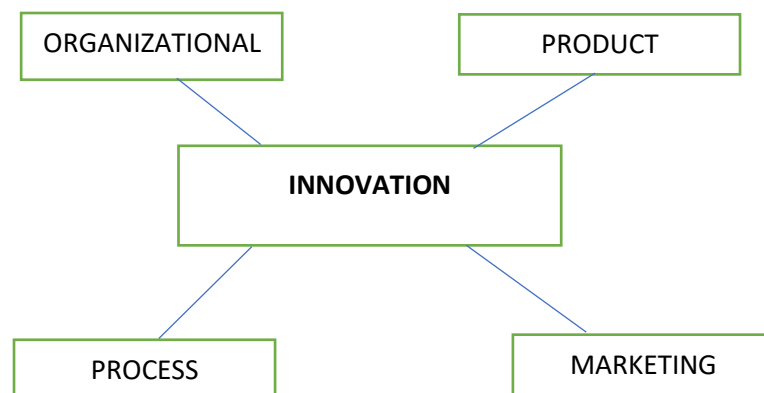 ORGANIZATIONAL
PRODUCT
INNOVATION
PROCESS
MARKETING